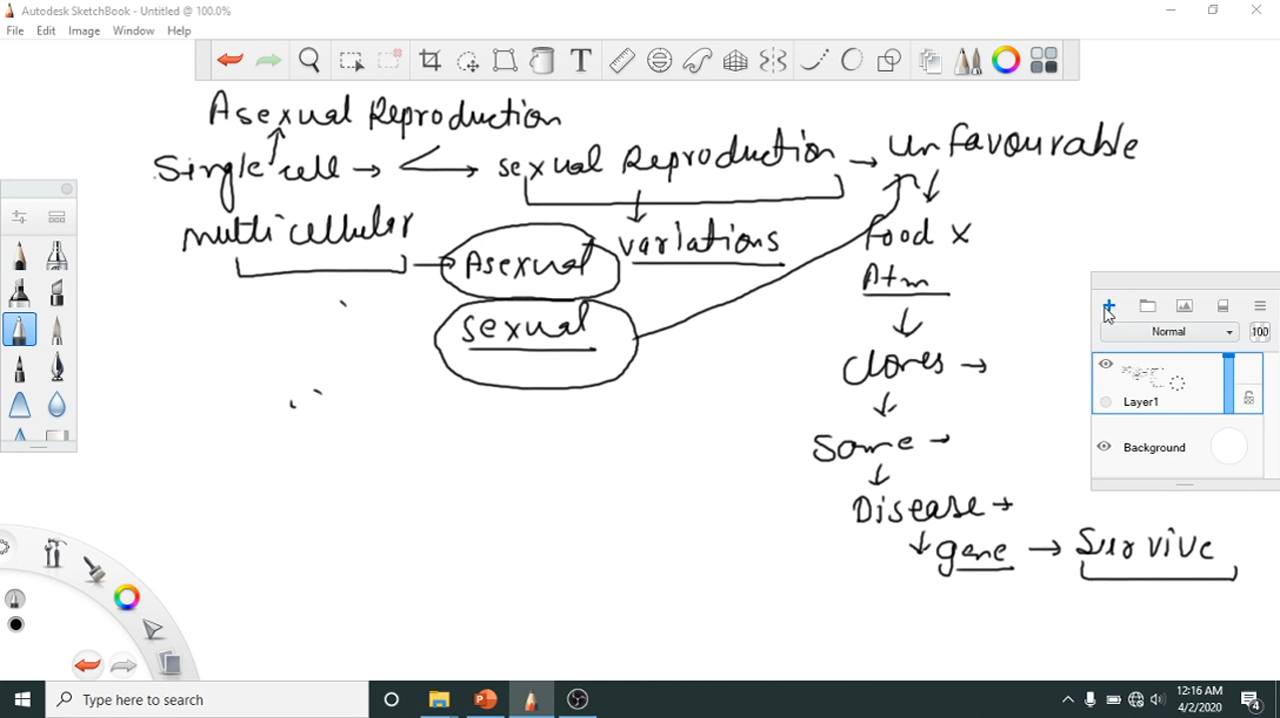 Autodesk SketchBook - Untitled @ 100.0%
File Edit Image Window Help
Asexual Reproduction
Single cell → sexual Reproduction → Unfavourable
multicellular → Asexual
variations
sexual
Food x
Atm
↓
Clones →
↓
Some →
↓
Disease →
↓ gene → Survive
Normal 100
Layer1
Background
Type here to search
12:16 AM
4/2/2020
4